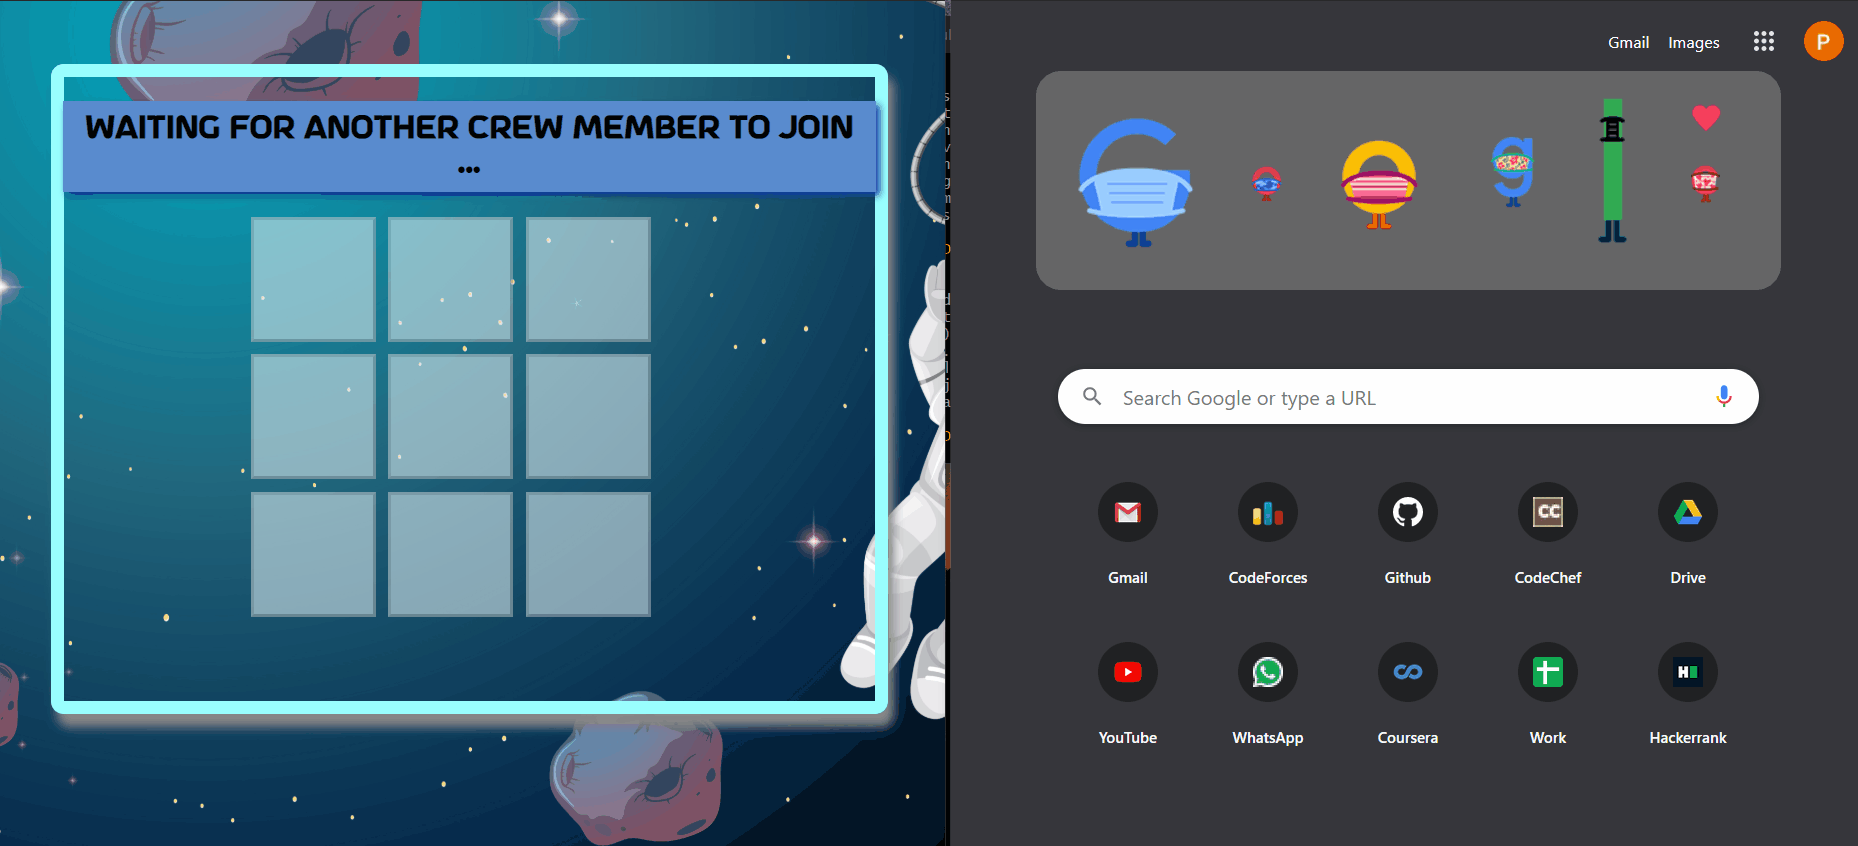 WAITING FOR ANOTHER CREW MEMBER TO JOIN
...
Gmail Images
P
Search Google or type a URL
CC
H
Gmail CodeForces Github CodeChef Drive
YouTube WhatsApp Coursera Work Hackerrank